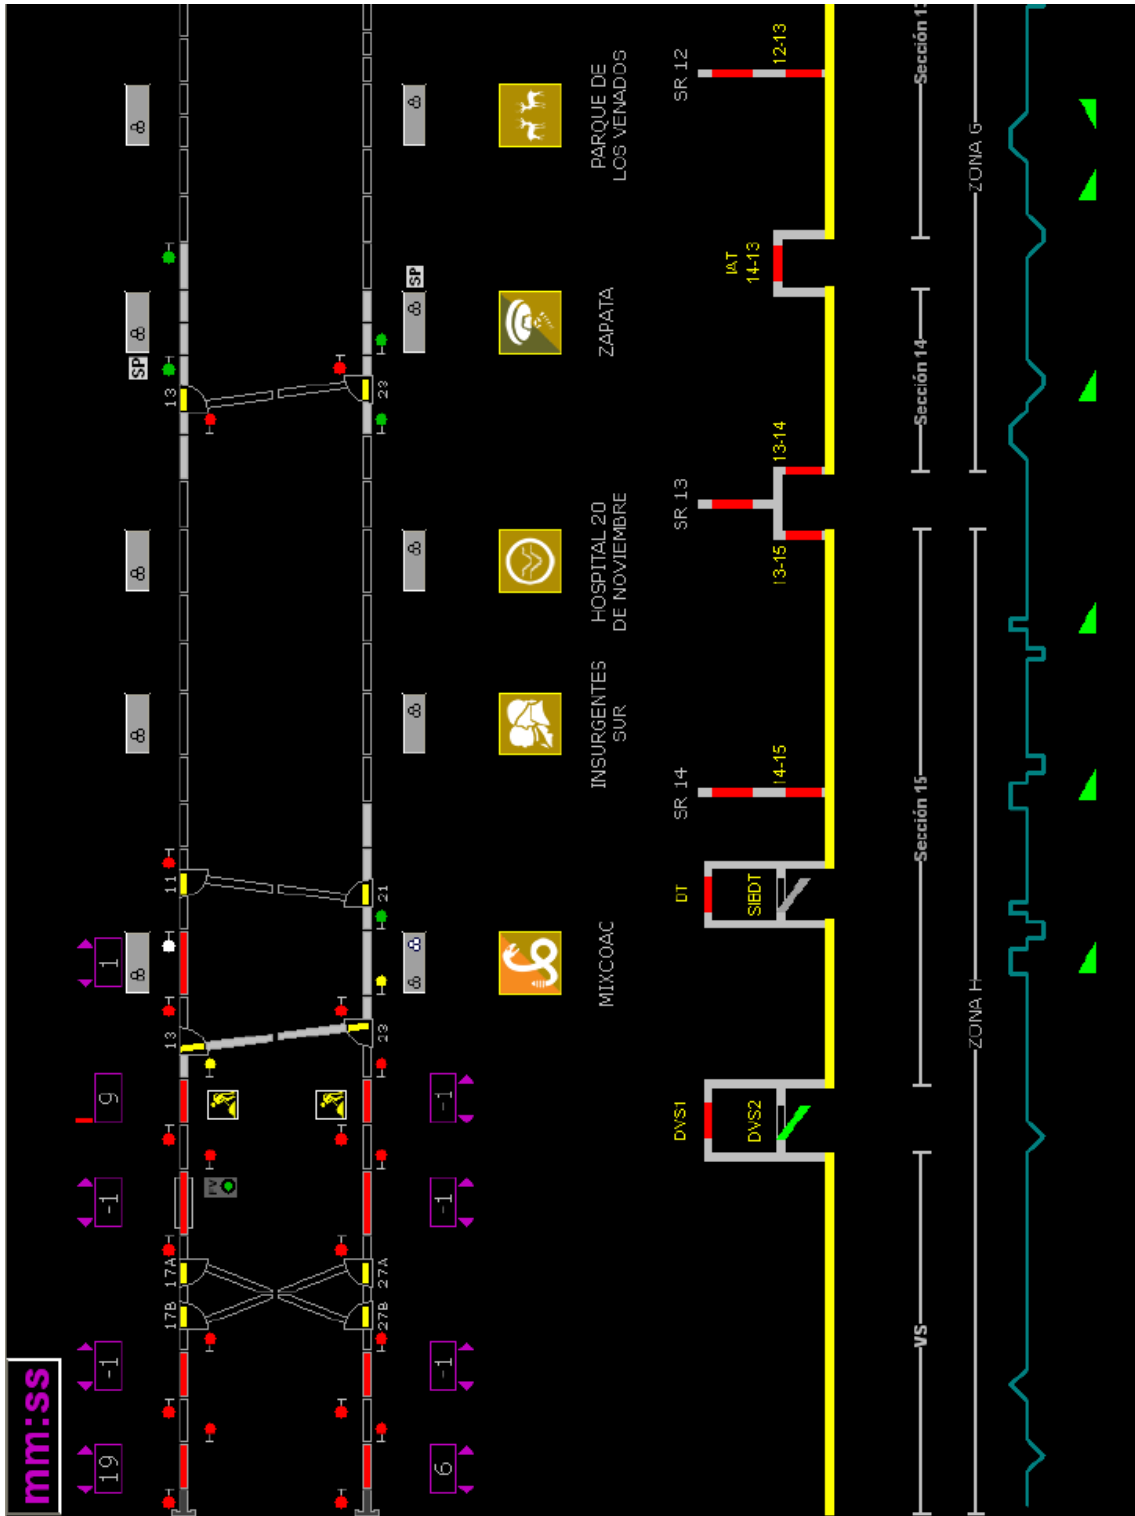 mm:ss
19
-1
-1
9
1
SP
17B
17A
13
11
13
PV
27B
27A
23
21
23
SP
6
-1
-1
-1
MIXCOAC
INSURGENTES
SUR
HOSPITAL 20
DE NOVIEMBRE
ZAPATA
PARQUE DE
LOS VENADOS
DVS1
DVS2
DT
SIBDT
SR 14
14-15
SR 13
13-15
13-14
IAT
14-13
SR 12
12-13
VS
Sección 15
Sección 14
Sección 13
ZONA H
ZONA G